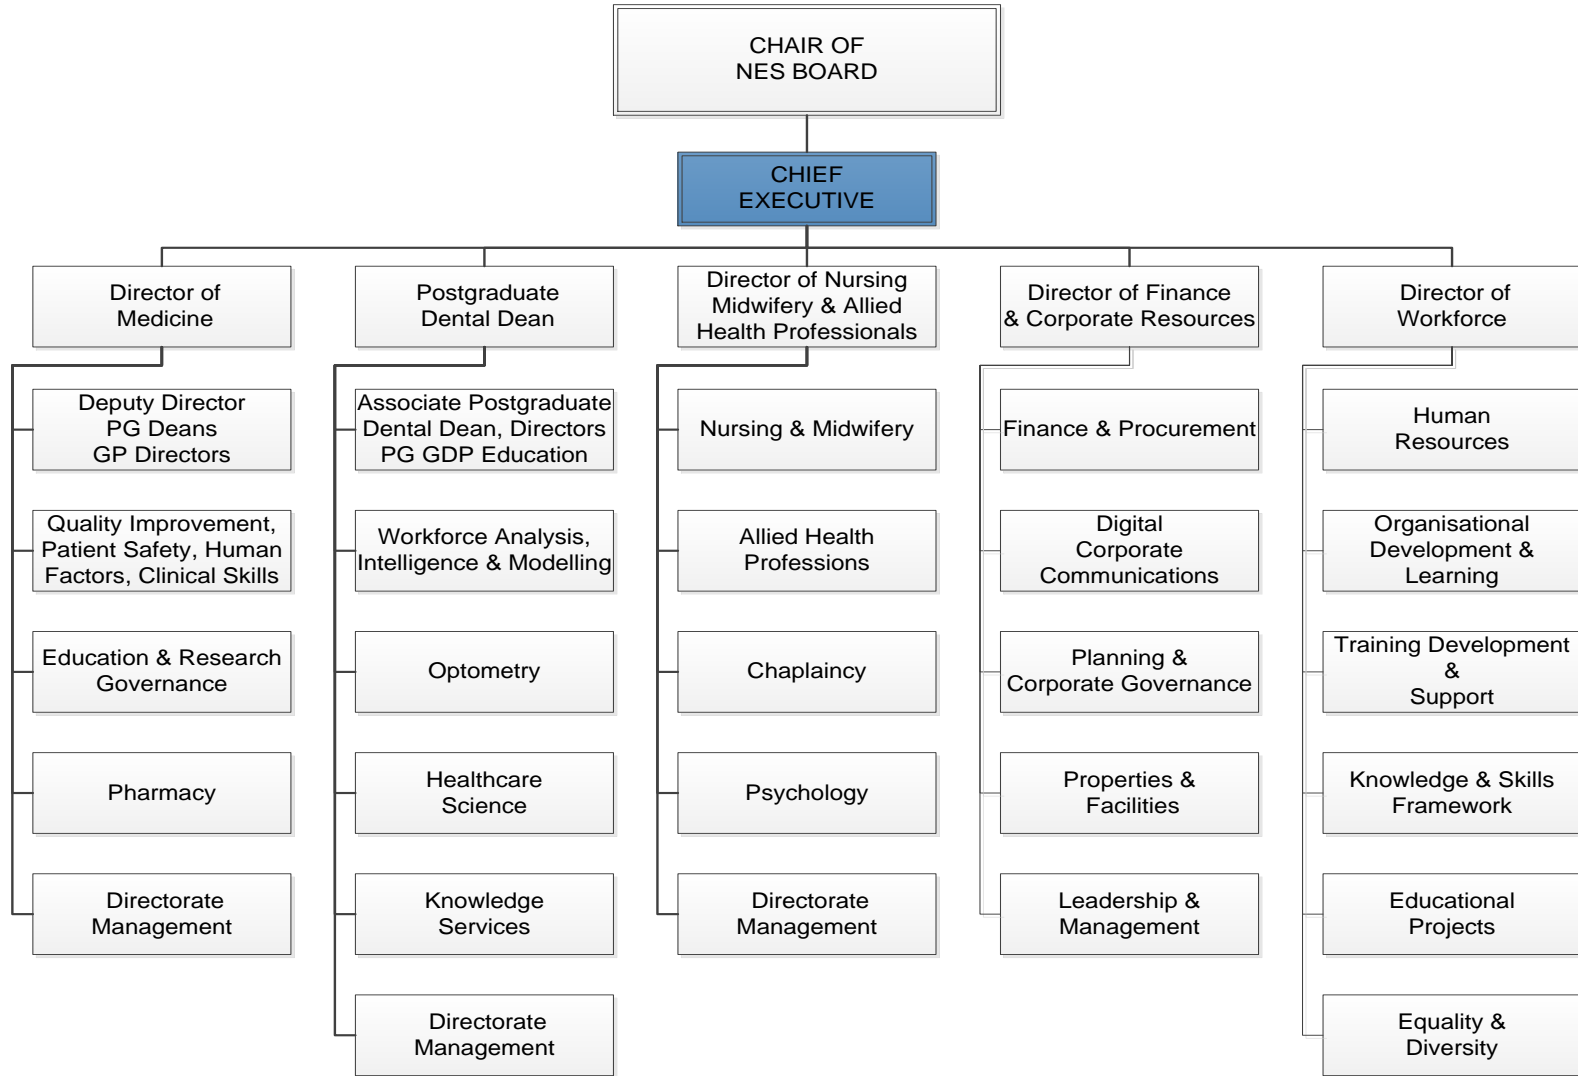 CHAIR OF
NES BOARD
CHIEF
EXECUTIVE
Director of
Medicine
Postgraduate
Dental Dean
Director of Nursing
Midwifery & Allied
Health Professionals
Director of Finance
& Corporate Resources
Director of
Workforce
Deputy Director
PG Deans
GP Directors
Associate Postgraduate
Dental Dean, Directors
PG GDP Education
Nursing & Midwifery
Finance & Procurement
Human
Resources
Quality Improvement,
Patient Safety, Human
Factors, Clinical Skills
Workforce Analysis,
Intelligence & Modelling
Allied Health
Professions
Digital
Corporate
Communications
Organisational
Development &
Learning
Education & Research
Governance
Optometry
Chaplaincy
Planning &
Corporate Governance
Training Development
&
Support
Pharmacy
Healthcare
Science
Psychology
Properties &
Facilities
Knowledge & Skills
Framework
Directorate
Management
Knowledge
Services
Directorate
Management
Leadership &
Management
Educational
Projects
Directorate
Management
Equality &
Diversity